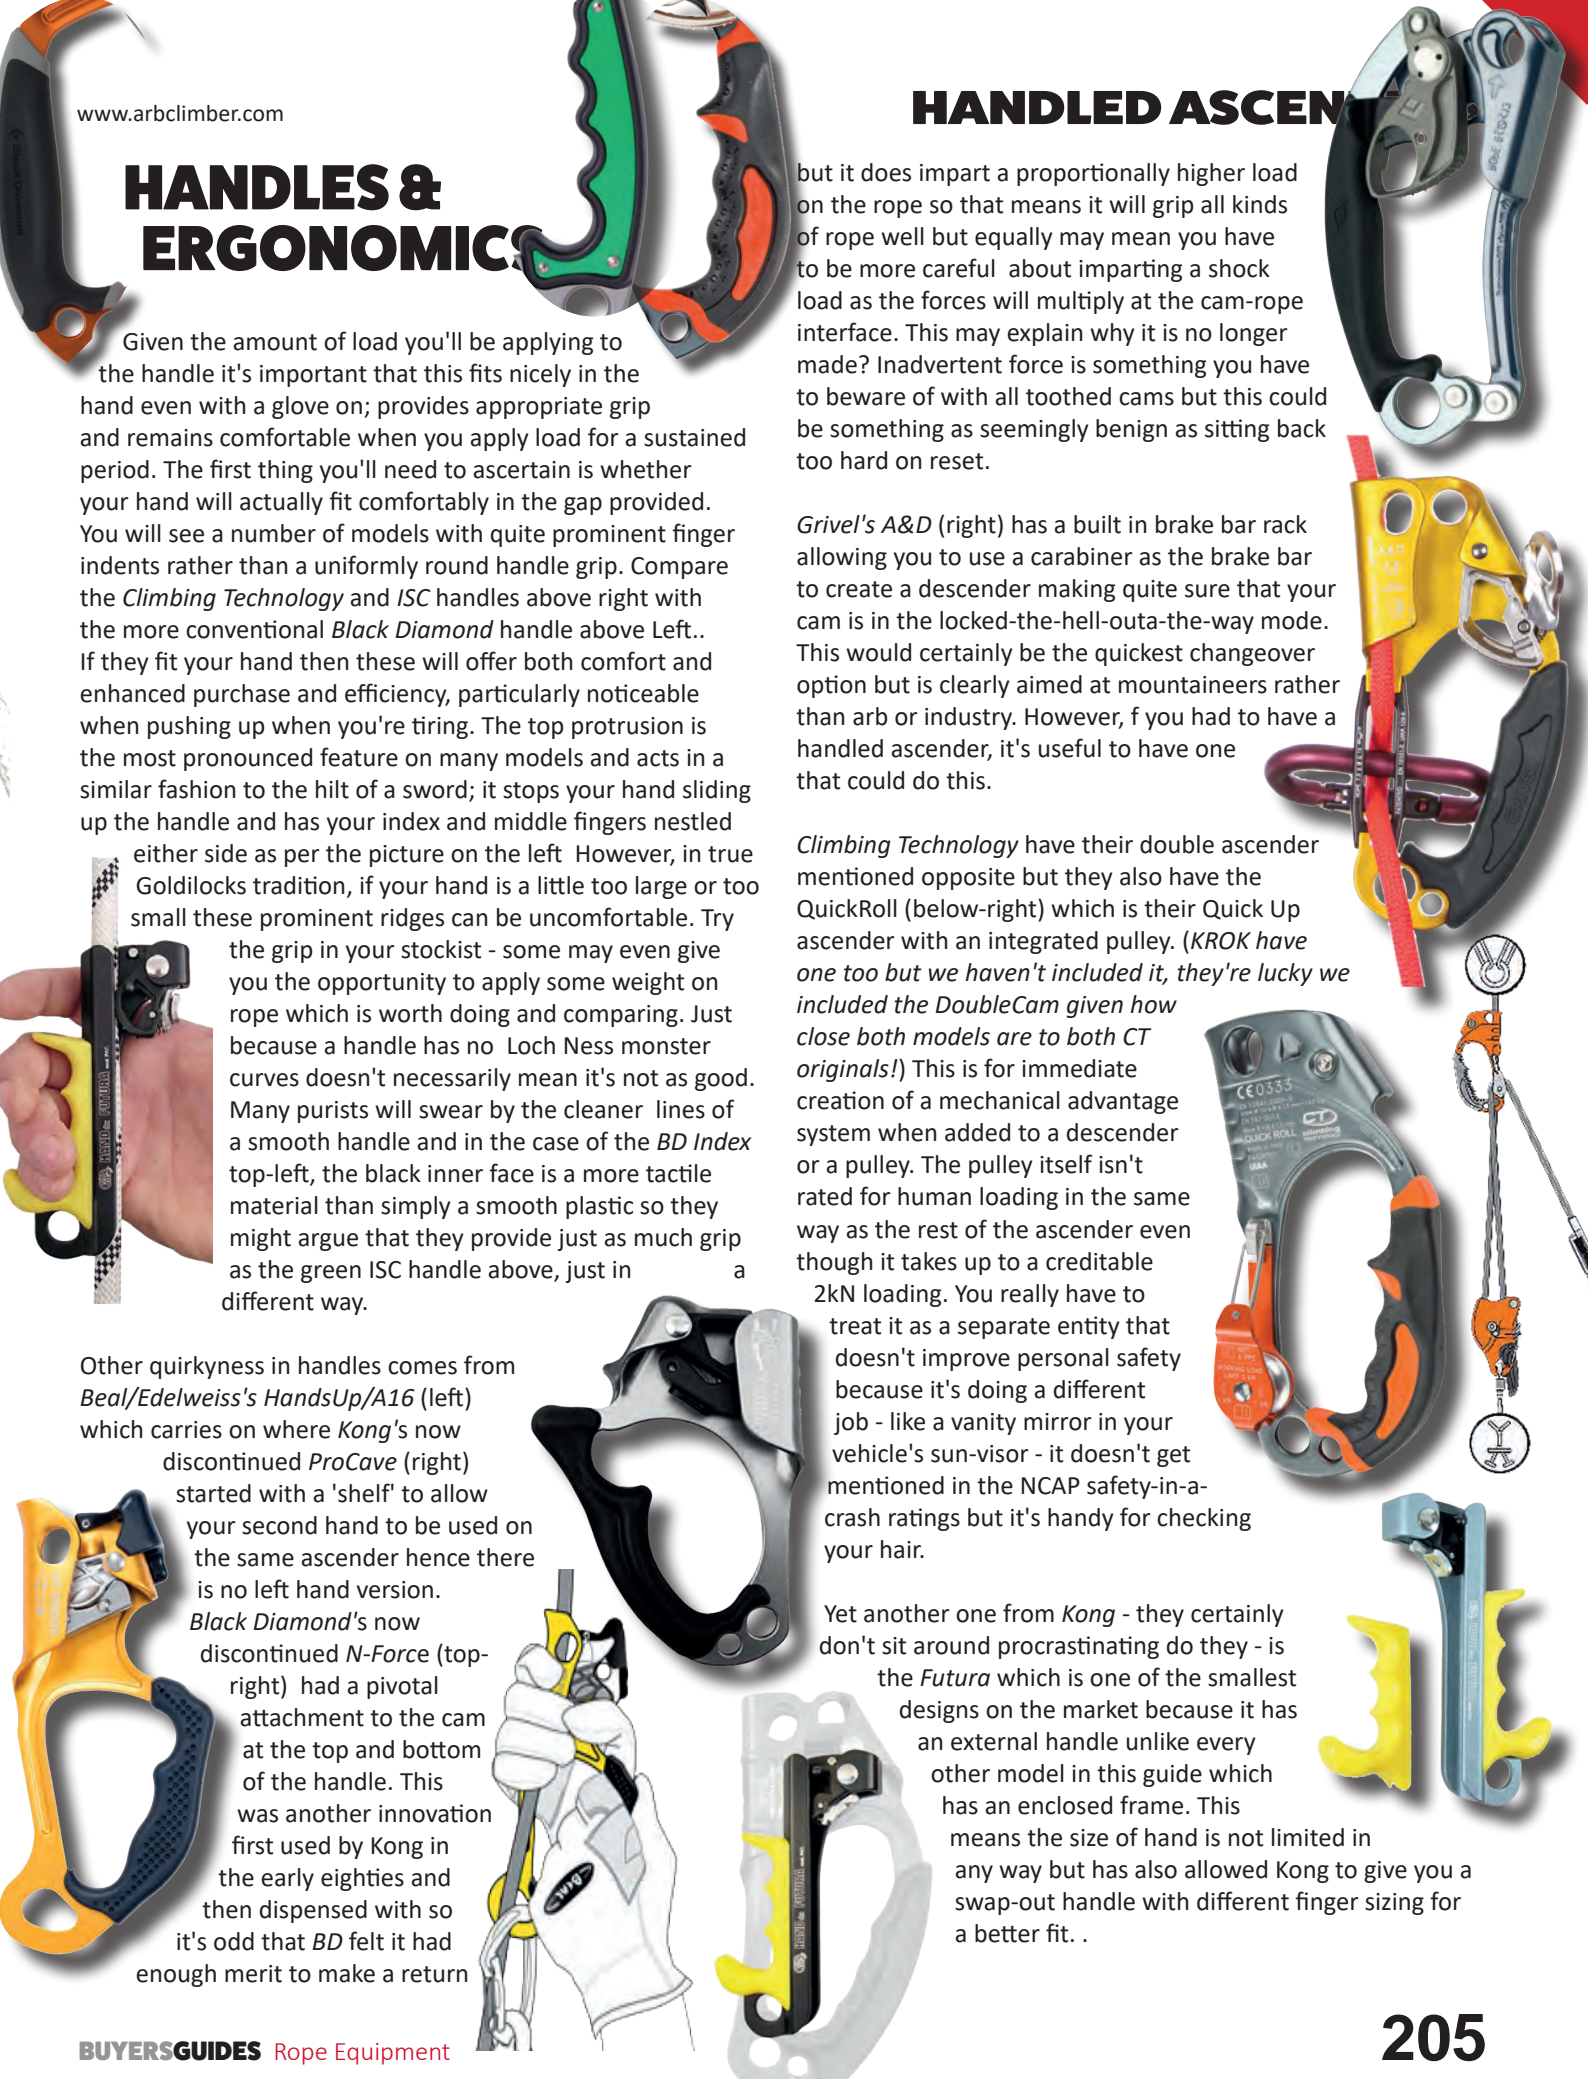 www.arbclimber.com
HANDLED ASCEN
HANDLES &
ERGONOMICS
Given the amount of load you'll be applying to
the handle it's important that this fits nicely in the
hand even with a glove on; provides appropriate grip
and remains comfortable when you apply load for a sustained
period. The first thing you'll need to ascertain is whether
your hand will actually fit comfortably in the gap provided.
You will see a number of models with quite prominent finger
indents rather than a uniformly round handle grip. Compare
the Climbing Technology and ISC handles above right with
the more conventional Black Diamond handle above Left..
If they fit your hand then these will offer both comfort and
enhanced purchase and efficiency, particularly noticeable
when pushing up when you're tiring. The top protrusion is
the most pronounced feature on many models and acts in a
similar fashion to the hilt of a sword; it stops your hand sliding
up the handle and has your index and middle fingers nestled
either side as per the picture on the left However, in true
Goldilocks tradition, if your hand is a little too large or too
small these prominent ridges can be uncomfortable. Try
the grip in your stockist - some may even give
you the opportunity to apply some weight on
rope which is worth doing and comparing. Just
because a handle has no Loch Ness monster
curves doesn't necessarily mean it's not as good.
Many purists will swear by the cleaner lines of
a smooth handle and in the case of the BD Index
top-left, the black inner face is a more tactile
material than simply a smooth plastic so they
might argue that they provide just as much grip
as the green ISC handle above, just in a
different way.
Other quirkyness in handles comes from
Beal/Edelweiss's HandsUp/A16 (left)
which carries on where Kong's now
discontinued ProCave (right)
started with a 'shelf' to allow
your second hand to be used on
the same ascender hence there
is no left hand version.
Black Diamond's now
discontinued N-Force (top-
right) had a pivotal
attachment to the cam
at the top and bottom
of the handle. This
was another innovation
first used by Kong in
the early eighties and
then dispensed with so
it's odd that BD felt it had
enough merit to make a return
but it does impart a proportionally higher load
on the rope so that means it will grip all kinds
of rope well but equally may mean you have
to be more careful about imparting a shock
load as the forces will multiply at the cam-rope
interface. This may explain why it is no longer
made? Inadvertent force is something you have
to beware of with all toothed cams but this could
be something as seemingly benign as sitting back
too hard on reset.
Grivel's A&D (right) has a built in brake bar rack
allowing you to use a carabiner as the brake bar
to create a descender making quite sure that your
cam is in the locked-the-hell-outa-the-way mode.
This would certainly be the quickest changeover
option but is clearly aimed at mountaineers rather
than arb or industry. However, f you had to have a
handled ascender, it's useful to have one
that could do this.
Climbing Technology have their double ascender
mentioned opposite but they also have the
QuickRoll (below-right) which is their Quick Up
ascender with an integrated pulley. (KROK have
one too but we haven't included it, they're lucky we
included the DoubleCam given how
close both models are to both CT
originals!) This is for immediate
creation of a mechanical advantage
system when added to a descender
or a pulley. The pulley itself isn't
rated for human loading in the same
way as the rest of the ascender even
though it takes up to a creditable
2kN loading. You really have to
treat it as a separate entity that
doesn't improve personal safety
because it's doing a different
job - like a vanity mirror in your
vehicle's sun-visor - it doesn't get
mentioned in the NCAP safety-in-a-
crash ratings but it's handy for checking
your hair.
Yet another one from Kong - they certainly
don't sit around procrastinating do they - is
the Futura which is one of the smallest
designs on the market because it has
an external handle unlike every
other model in this guide which
has an enclosed frame. This
means the size of hand is not limited in
any way but has also allowed Kong to give you a
swap-out handle with different finger sizing for
a better fit. .
HAND FUTURA
CE0333
QUICK ROLL
climbing
BEAL
HAND FUTURA
BUYERSGUIDES Rope Equipment
205